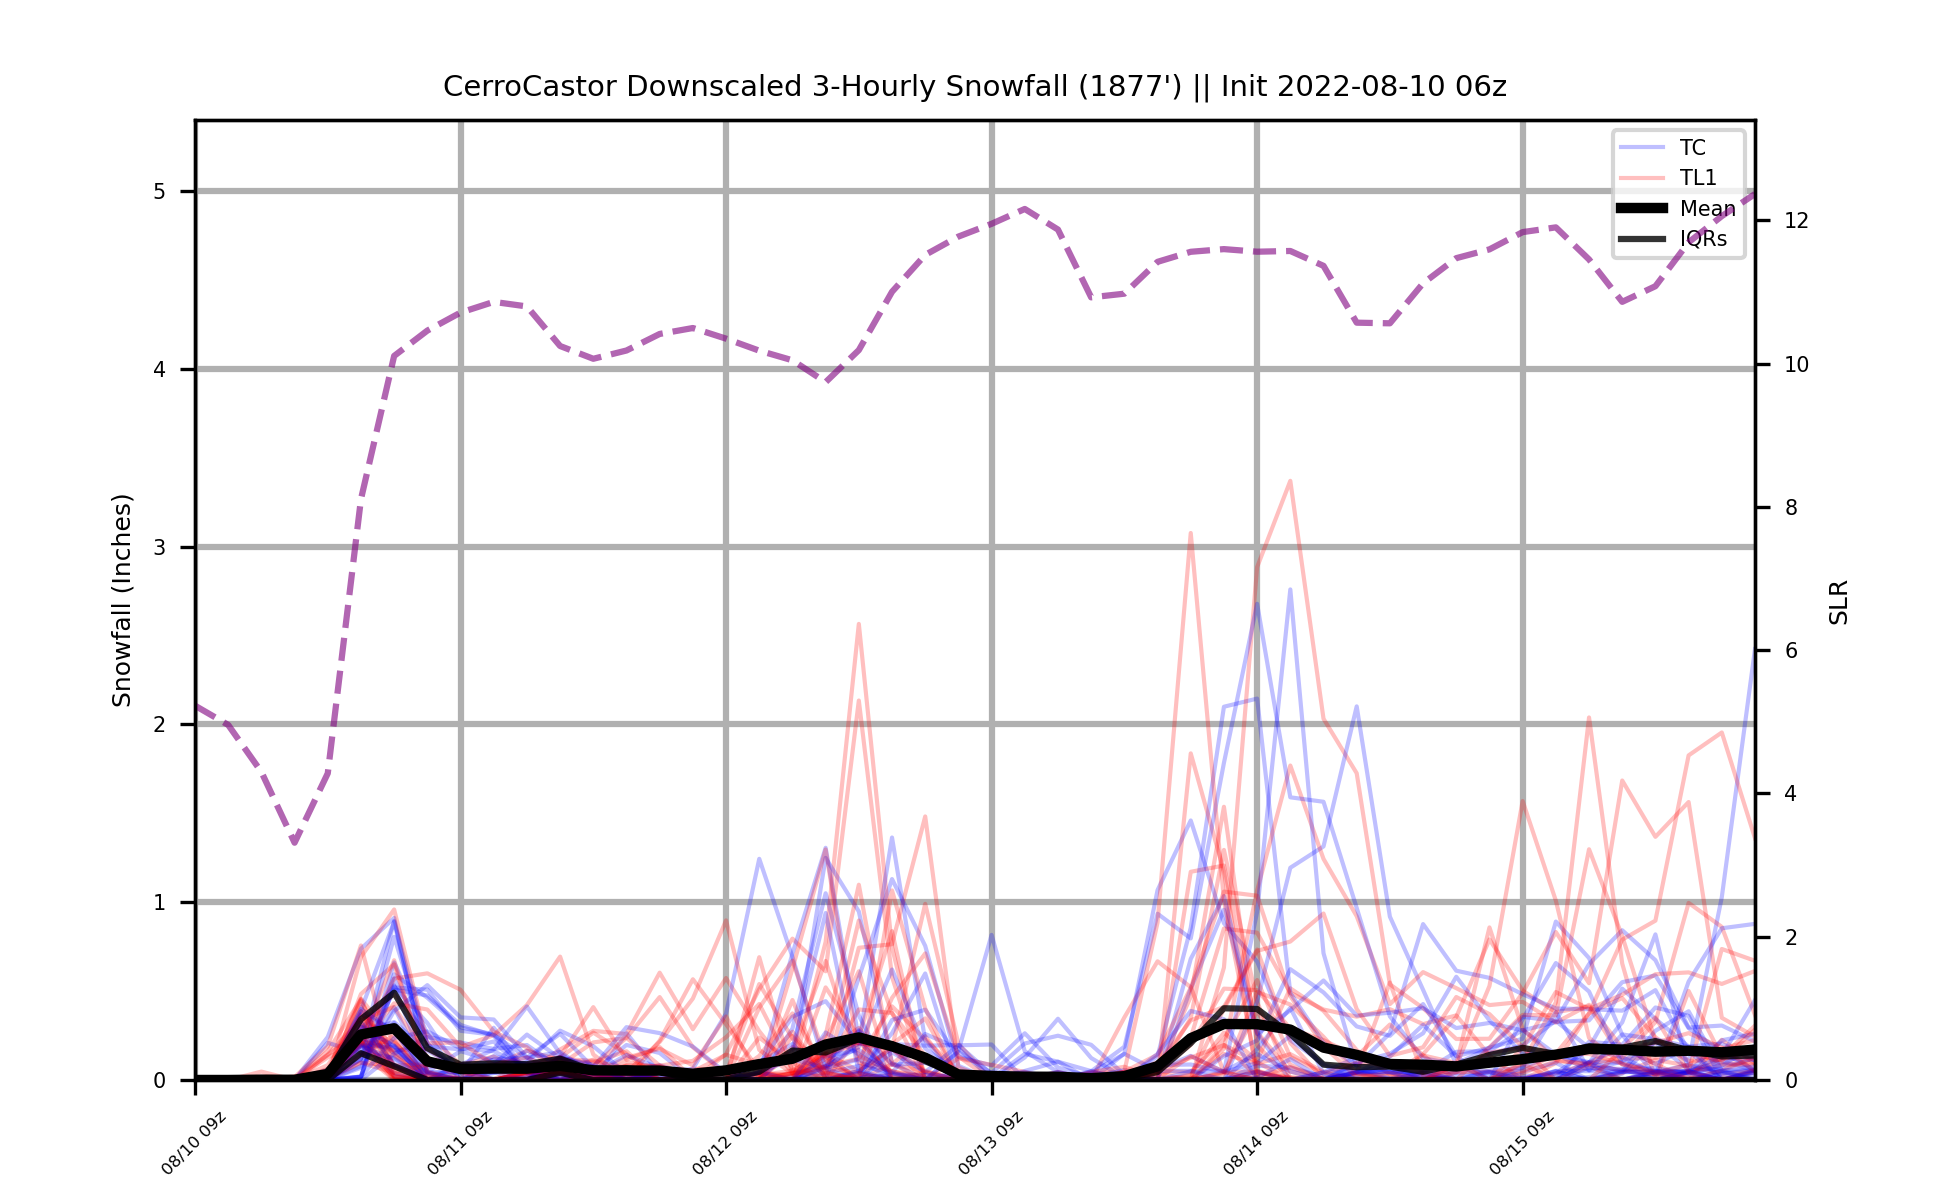 CerroCastor Downscaled 3-Hourly Snowfall (1877') || Init 2022-08-10 06z
TC
TL1
Mean
IQRs
Snowfall (Inches)
5
4
3
2
1
0
12
10
8
6
4
2
0
SLR
08/10 09z
08/11 09z
08/12 09z
08/13 09z
08/14 09z
08/15 09z